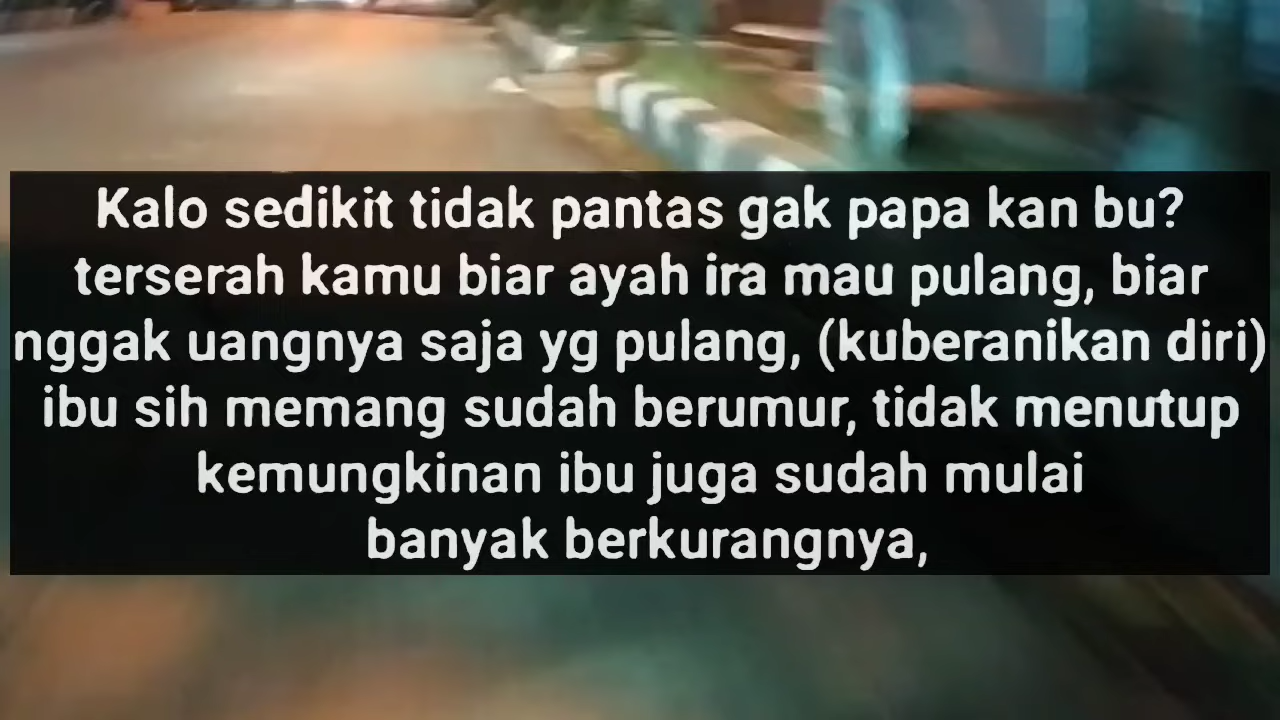 Kalo sedikit tidak pantas gak papa kan bu?
terserah kamu biar ayah ira mau pulang, biar
nggak uangnya saja yg pulang, (kuberanikan diri)
ibu sih memang sudah berumur, tidak menutup
kemungkinan ibu juga sudah mulai
banyak berkurangnya,